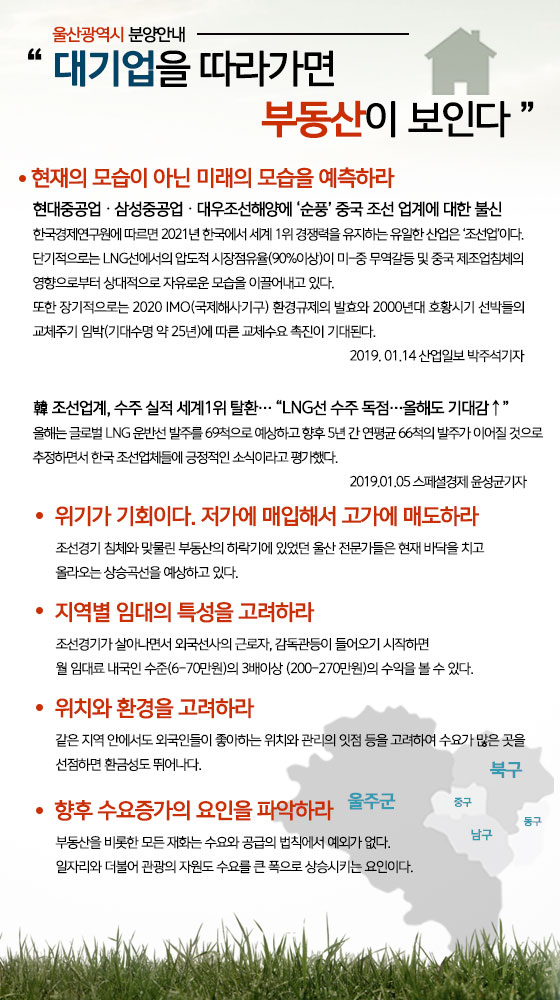 울산광역시 분양안내
“ 대기업을 따라가면
부동산이 보인다 ”
• 현재의 모습이 아닌 미래의 모습을 예측하라
현대중공업 · 삼성중공업 · 대우조선해양에 ‘순풍’ 중국 조선 업계에 대한 불신
한국경제연구원에 따르면 2021년 한국에서 세계 1위 경쟁력을 유지하는 유일한 산업은 ‘조선업’이다.
단기적으로는 LNG선에서의 압도적 시장점유율(90%이상)이 미-중 무역갈등 및 중국 제조업침체의
영향으로부터 상대적으로 자유로운 모습을 이끌어내고 있다.
또한 장기적으로는 2020 IMO(국제해사기구) 환경규제의 발효와 2000년대 호황시기 선박들의
교체주기 임박(기대수명 약 25년)에 따른 교체수요 촉진이 기대된다.
2019. 01.14 산업일보 박주석기자
韓 조선업계, 수주 실적 세계1위 탈환… “LNG선 수주 독점…올해도 기대감↑”
올해는 글로벌 LNG 운반선 발주를 69척으로 예상하고 향후 5년 간 연평균 66척의 발주가 이어질 것으로
추정하면서 한국 조선업체들에 긍정적인 소식이라고 평가했다.
2019.01.05 스페셜경제 윤성균기자
• 위기가 기회이다. 저가에 매입해서 고가에 매도하라
조선경기 침체와 맞물린 부동산의 하락기에 있었던 울산 전문가들은 현재 바닥을 치고
올라오는 상승곡선을 예상하고 있다.
• 지역별 임대의 특성을 고려하라
조선경기가 살아나면서 외국선사의 근로자, 감독관등이 들어오기 시작하면
월 임대료 내국인 수준(6-70만원)의 3배이상 (200-270만원)의 수익을 볼 수 있다.
• 위치와 환경을 고려하라
같은 지역 안에서도 외국인들이 좋아하는 위치와 관리의 잇점 등을 고려하여 수요가 많은 곳을
선점하면 환금성도 뛰어나다.
북구
• 향후 수요증가의 요인을 파악하라
울주군
중구
동구
남구
부동산을 비롯한 모든 재화는 수요와 공급의 법칙에서 예외가 없다.
일자리와 더불어 관광의 자원도 수요를 큰 폭으로 상승시키는 요인이다.